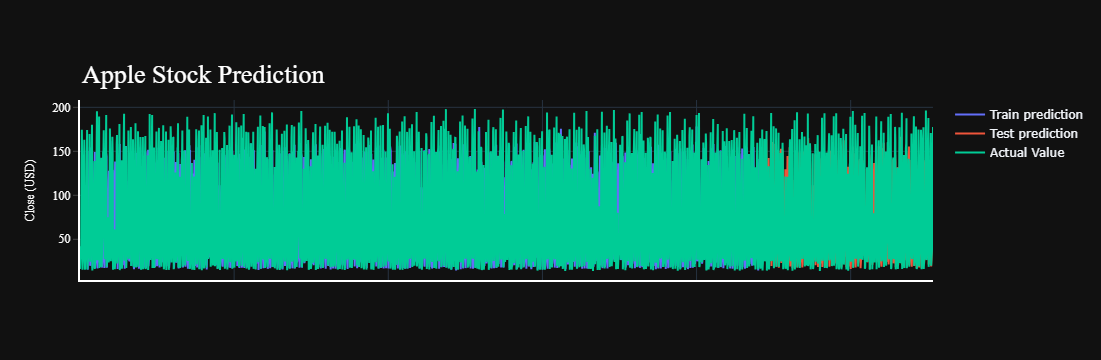 Apple Stock Prediction
200
150
100
50
Close (USD)
Train prediction
Test prediction
Actual Value